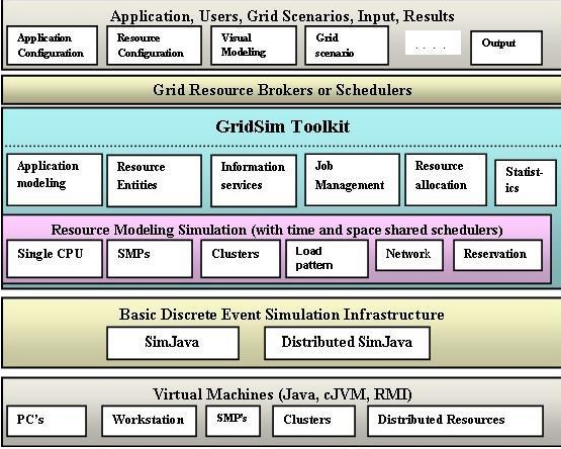 Application, Users, Grid Scenarios, Input, Results
Application
Configuration
Resource
Configuration
Visual
Modeling
Grid
scenario
. . . .
Output
Grid Resource Brokers or Schedulers
GridSim Toolkit
Application
modeling
Resource
Entities
Information
services
Job
Management
Resource
allocation
Statist-
ics
Resource Modeling Simulation (with time and space shared schedulers)
Single CPU
SMPs
Clusters
Load
pattern
Network
Reservation
Basic Discrete Event Simulation Infrastructure
SimJava
Distributed SimJava
Virtual Machines (Java, cJVM, RMI)
PC's
Workstation
SMP's
Clusters
Distributed Resources